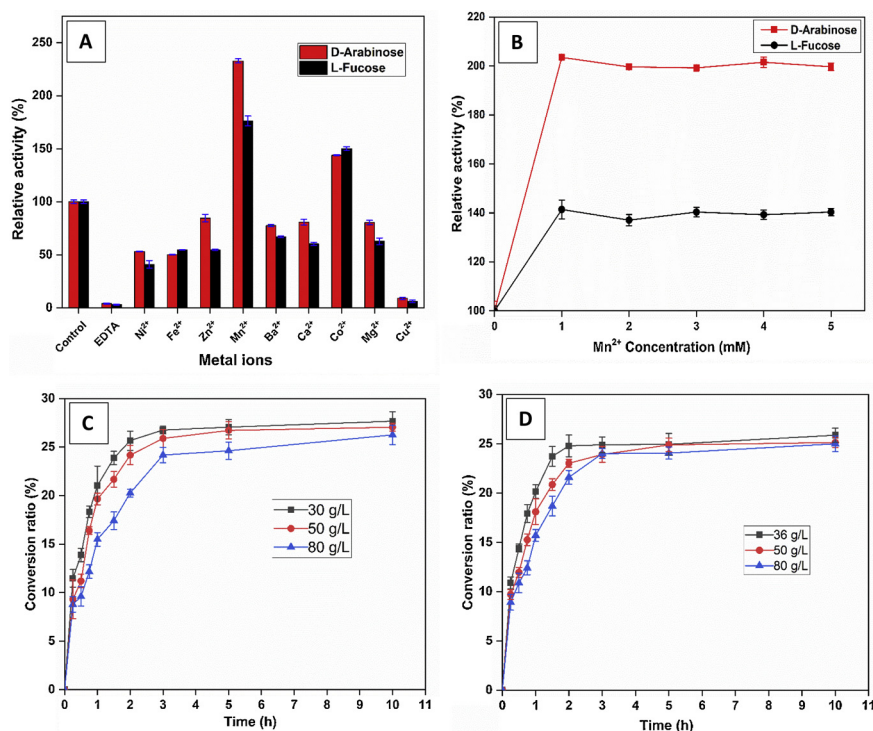 A
D-Arabinose
L-Fucose
Relative activity (%)
250
200
150
100
50
0
Control
EDTA
Ni²⁺
Fe²⁺
Zn²⁺
Mn²⁺
Ba²⁺
Ca²⁺
Co²⁺
Mg²⁺
Cu²⁺
Metal ions
B
D-Arabinose
L-Fucose
Relative activity (%)
220
200
180
160
140
120
100
0 1 2 3 4 5
Mn²⁺ Concentration (mM)
C
Conversion ratio (%)
30
25
20
15
10
5
0
30 g/L
50 g/L
80 g/L
0 1 2 3 4 5 6 7 8 9 10 11
Time (h)
D
Conversion ratio (%)
30
25
20
15
10
5
0
36 g/L
50 g/L
80 g/L
0 1 2 3 4 5 6 7 8 9 10 11
Time (h)